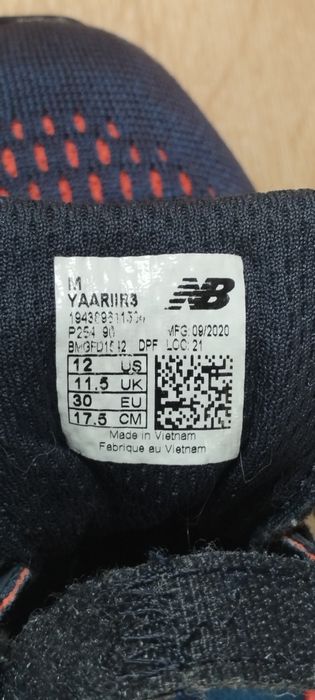 M
YAARIIR3
NB
MFG 09/2020
DPF LOC: 21
12 US
11.5 UK
30 EU
17.5 CM
Made in Vietnam
Fabrique au Vietnam